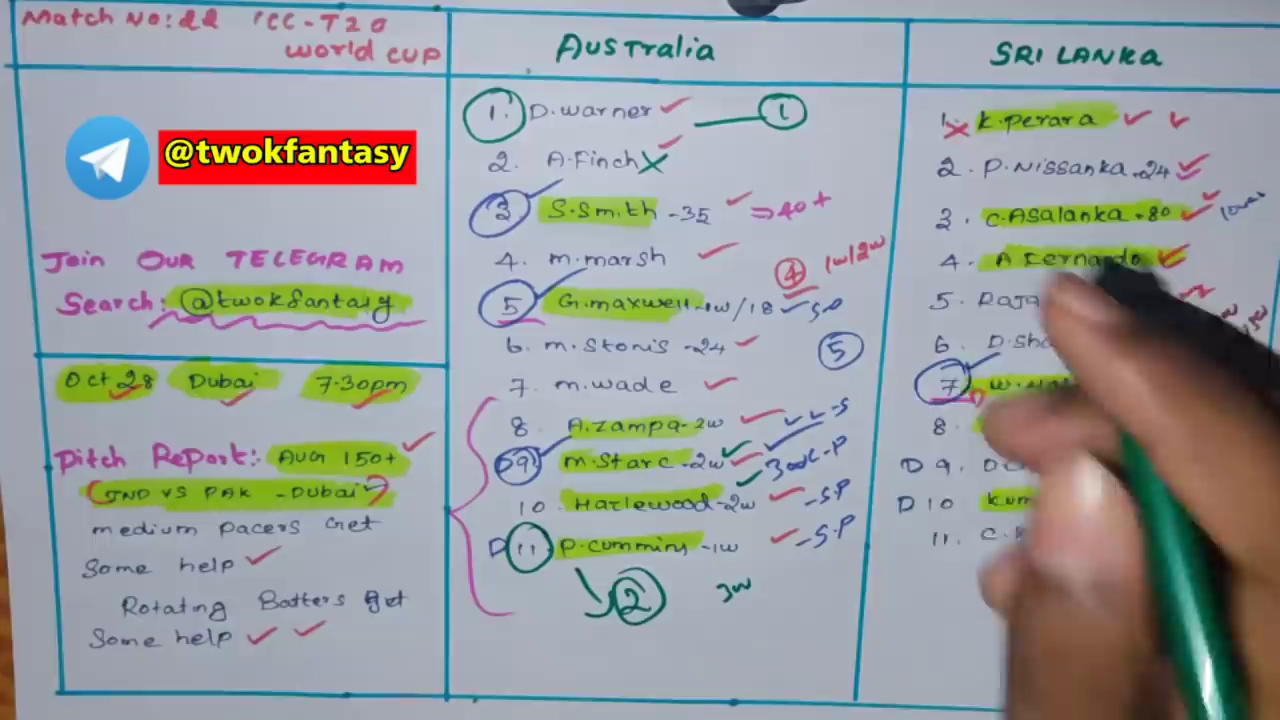 Match No: 22 ICC-T20
World CUP
@twokfantasy
Join OUR TELEGRAM
Search: @twokfantasy
Oct 28 Dubai 7.30pm
Pitch Report: AVG 150+
(IND VS PAK - Dubai)
medium pacers Get
Some help
Rotating Batters get
Some help
AUSTRALIA
1. D.warner 1
2. A.Finch
3 S.Smith -35 => 40+
4. m.marsh
4 1w/2w
5 G.maxwell -1w/18 -SP
6. m.Stonis -24
5
7. m.wade
8 A.Zampa -2w -S
D 9. m.Starc -2w
10 Hazlewood -2w -S.P
D 11 P.cummins -1w -S.P
2 3w
SRI LANKA
1. K.perara
2. P.Nissanka -24
3. C.Asalanka -80
4. A Fernando
5. Raja
6. D.Sha
7
8.
D 9.
D 10 kum
11. C.